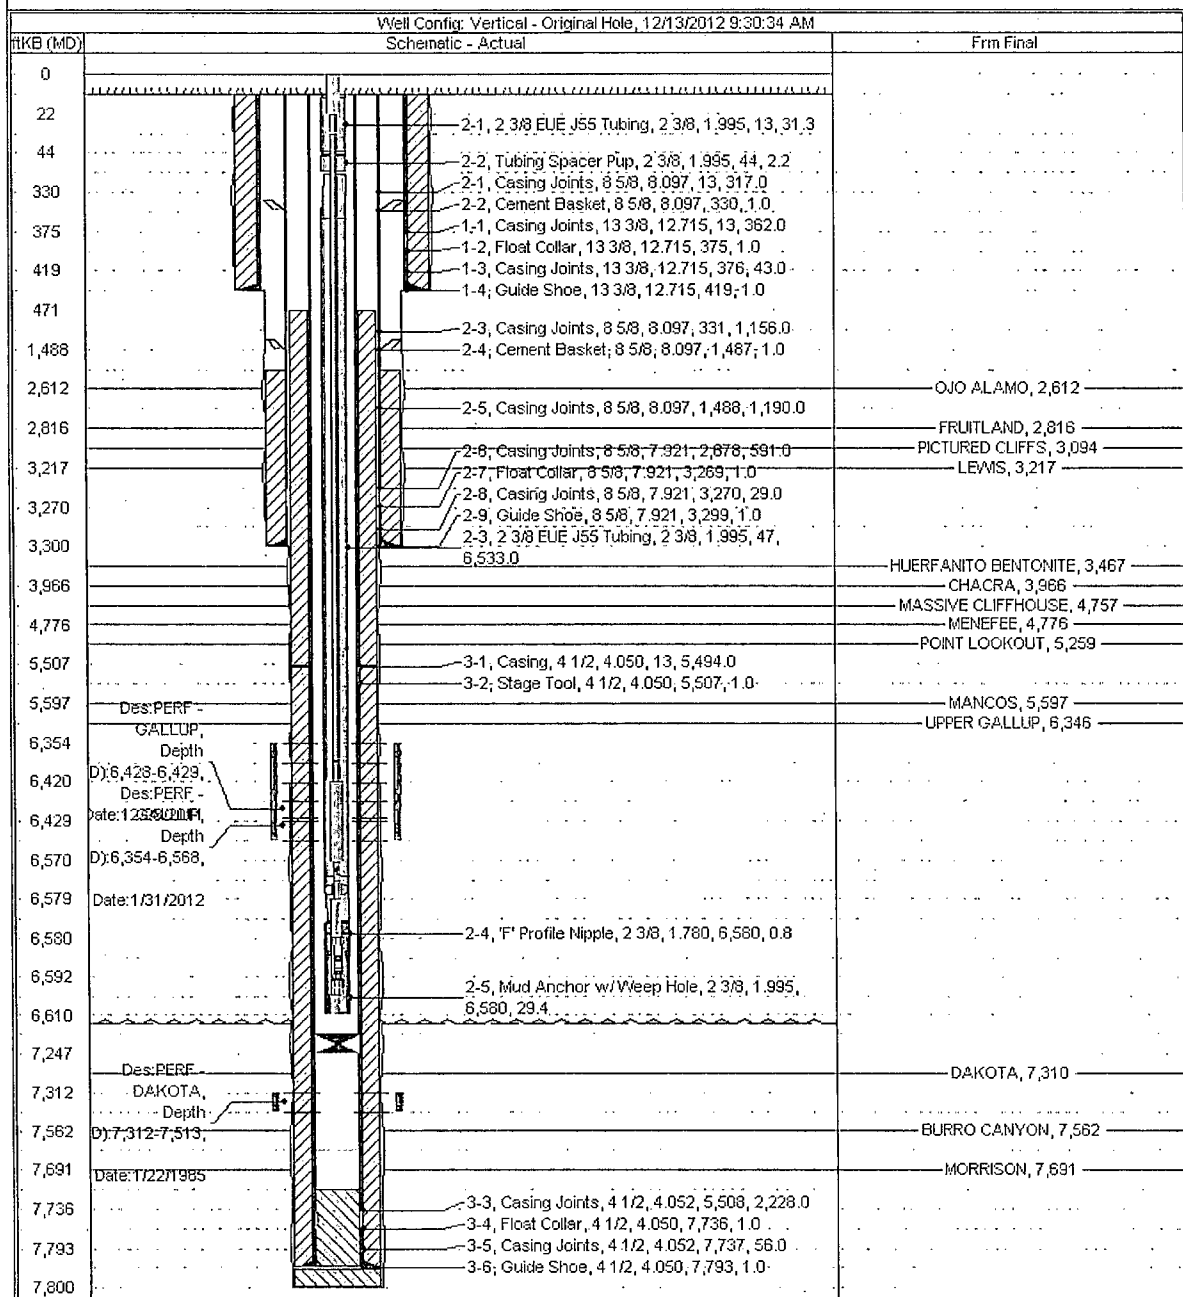 Well Config: Vertical - Original Hole, 12/13/2012 9:30:34 AM
ftKB (MD)
Schematic - Actual
Frm Final
0
22
44
330
375
419
471
1,488
2,612
2,816
3,217
3,270
3,300
3,966
4,776
5,507
5,597
6,354
6,420
6,429
6,570
6,579
6,580
6,592
6,610
7,247
7,312
7,562
7,691
7,736
7,793
7,800
2-1, 2 3/8 EUE J55 Tubing, 2 3/8, 1.995, 13, 31.3
2-2, Tubing Spacer Pup, 2 3/8, 1.995, 44, 2.2
2-1, Casing Joints, 8 5/8, 8.097, 13, 317.0
2-2, Cement Basket, 8 5/8, 8.097, 330, 1.0
1-1, Casing Joints, 13 3/8, 12.715, 13, 362.0
1-2, Float Collar, 13 3/8, 12.715, 375, 1.0
1-3, Casing Joints, 13 3/8, 12.715, 376, 43.0
1-4, Guide Shoe, 13 3/8, 12.715, 419, 1.0
2-3, Casing Joints, 8 5/8, 8.097, 331, 1,156.0
2-4, Cement Basket, 8 5/8, 8.097, 1,487, 1.0
2-5, Casing Joints, 8 5/8, 8.097, 1,488, 1,190.0
2-6, Casing Joints, 8 5/8, 7.921, 2,678, 591.0
2-7, Float Collar, 8 5/8, 7.921, 3,269, 1.0
2-8, Casing Joints, 8 5/8, 7.921, 3,270, 29.0
2-9, Guide Shoe, 8 5/8, 7.921, 3,299, 1.0
2-3, 2 3/8 EUE J55 Tubing, 2 3/8, 1.995, 47,
6,533.0
3-1, Casing, 4 1/2, 4.050, 13, 5,494.0
3-2, Stage Tool, 4 1/2, 4.050, 5,507, 1.0
2-4, 'F' Profile Nipple, 2 3/8, 1.780, 6,580, 0.8
2-5, Mud Anchor w/ Weep Hole, 2 3/8, 1.995,
6,580, 29.4
3-3, Casing Joints, 4 1/2, 4.052, 5,508, 2,228.0
3-4, Float Collar, 4 1/2, 4.050, 7,736, 1.0
3-5, Casing Joints, 4 1/2, 4.052, 7,737, 56.0
3-6, Guide Shoe, 4 1/2, 4.050, 7,793, 1.0
Des:PERF -
GALLUP,
Depth
D):6,428-6,429,
Des:PERF -
Depth
D):6,354-6,568,
Date:1/31/2012
Des:PERF -
DAKOTA,
Depth
D):7,312-7,513,
Date:1/22/1985
OJO ALAMO, 2,612
FRUITLAND, 2,816
PICTURED CLIFFS, 3,094
LEWIS, 3,217
HUERFANITO BENTONITE, 3,467
CHACRA, 3,966
MASSIVE CLIFFHOUSE, 4,757
MENEFEE, 4,776
POINT LOOKOUT, 5,259
MANCOS, 5,597
UPPER GALLUP, 6,346
DAKOTA, 7,310
BURRO CANYON, 7,562
MORRISON, 7,691